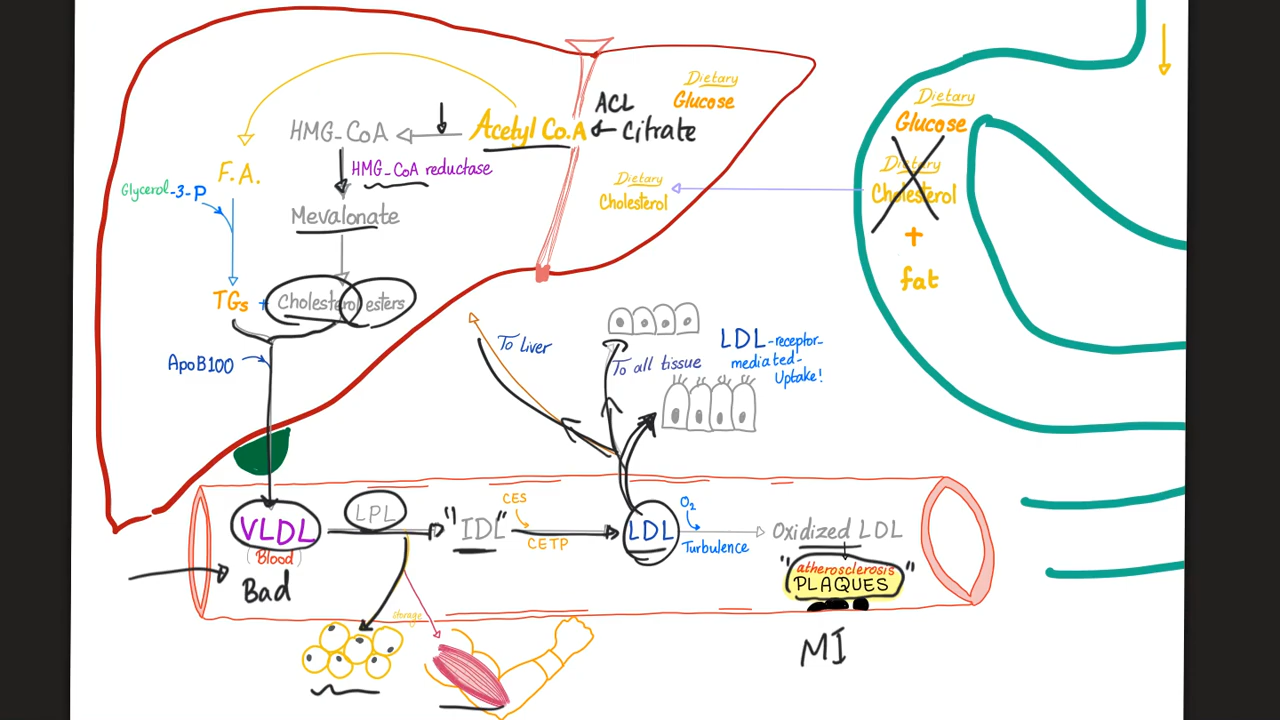 Dietary
Glucose
ACL
Acetyl Co.A
Citrate
HMG-CoA
HMG-CoA reductase
F.A.
Glycerol-3-P
Mevalonate
TGs + Cholesterol esters
ApoB100
Dietary
Cholesterol
Dietary
Glucose
Dietary
Cholesterol
+
fat
To Liver
To all tissue
LDL-receptor-
mediated-
Uptake!
VLDL
(Blood)
Bad
LPL
"IDL"
CES
CETP
LDL
O₂
Turbulence
Oxidized LDL
"atherosclerosis"
PLAQUES
storage
MI